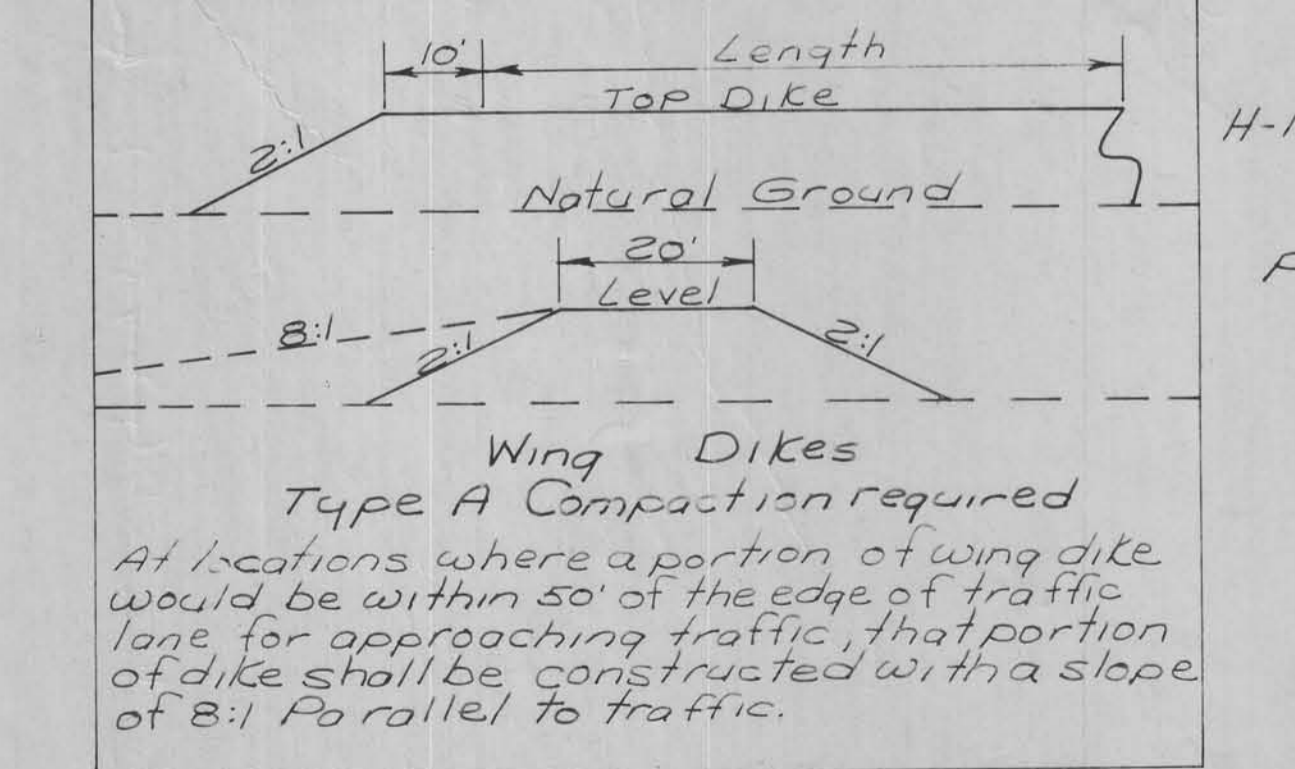 10' Length
Top Dike
2:1
H-1
Natural Ground
20'
Level
8:1
2:1
2:1
Wing Dikes
Type A Compaction required
At locations where a portion of wing dike
would be within 50' of the edge of traffic
lane for approaching traffic, that portion
of dike shall be constructed with a slope
of 8:1 Parallel to traffic.